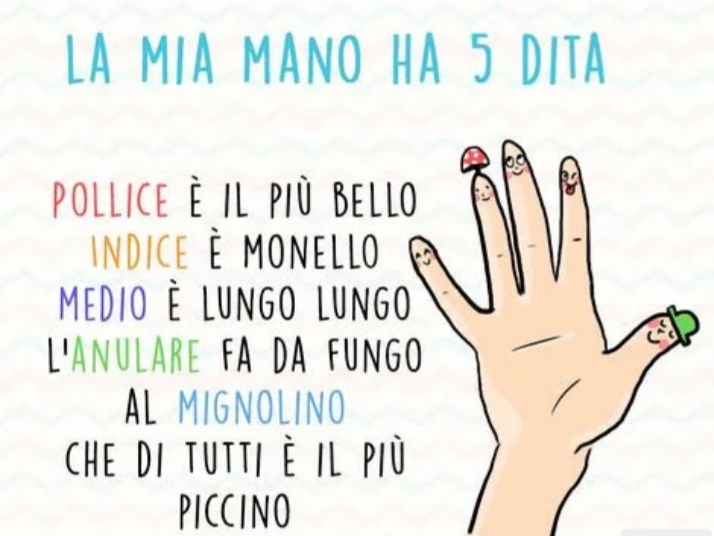 LA MIA MANO HA 5 DITA
POLLICE È IL PIÙ BELLO
INDICE È MONELLO
MEDIO È LUNGO LUNGO
L'ANULARE FA DA FUNGO
AL MIGNOLINO
CHE DI TUTTI È IL PIÙ
PICCINO